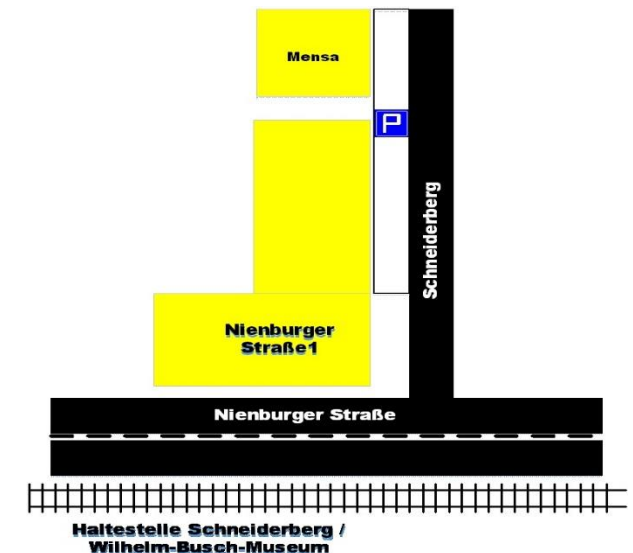 Mensa
P
Schneiderberg
Nienburger
Straße1
Nienburger Straße
Haltestelle Schneiderberg /
Wilhelm-Busch-Museum